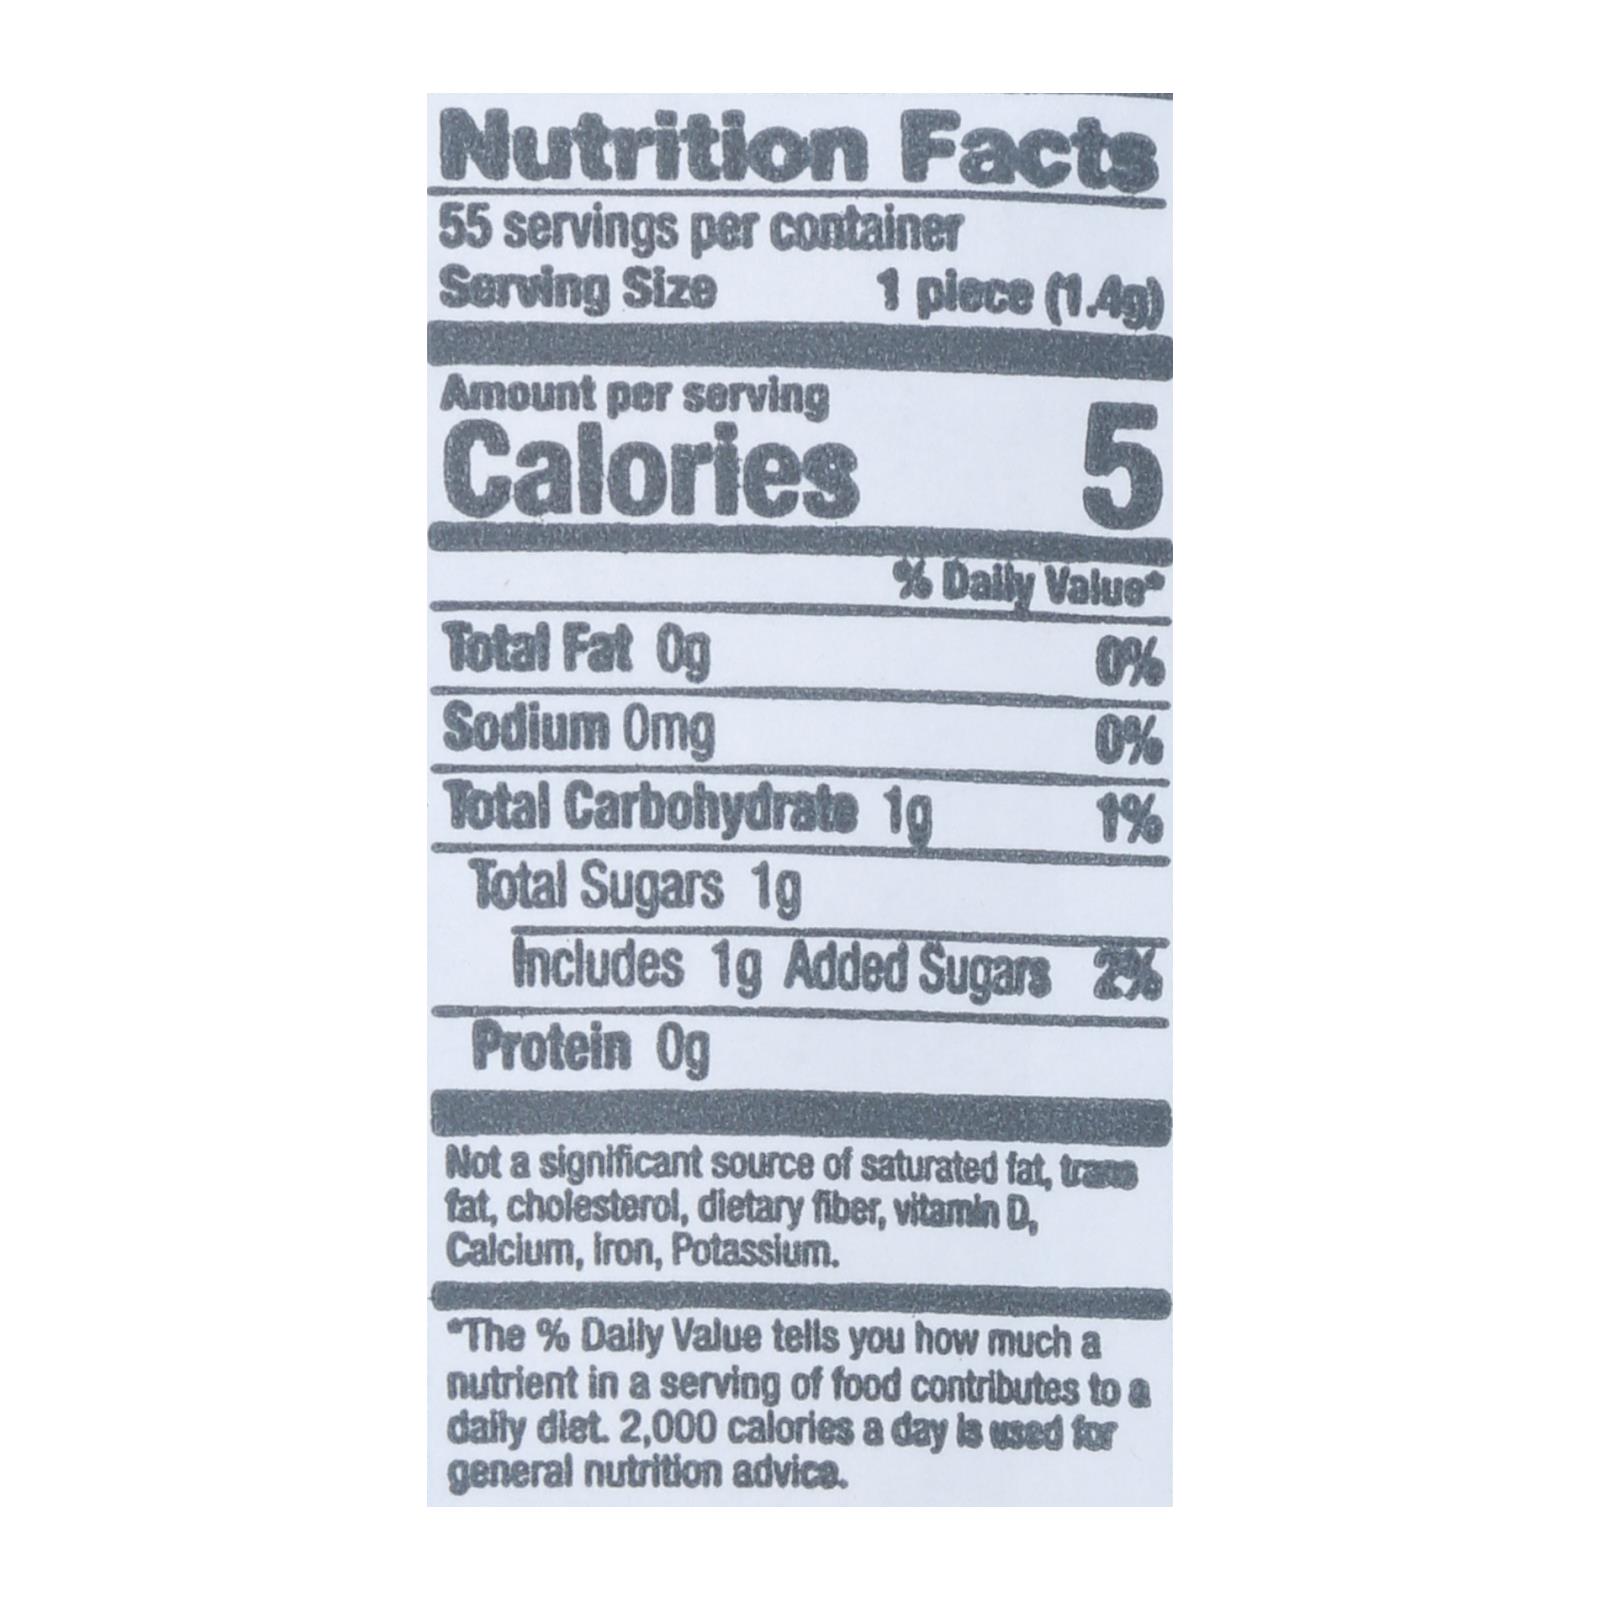 Nutrition Facts
55 servings per container
Serving Size 1 piece (1.4g)
Amount per serving
Calories 5
% Daily Value*
Total Fat 0g 0%
Sodium 0mg 0%
Total Carbohydrate 1g 1%
Total Sugars 1g
Includes 1g Added Sugars 2%
Protein 0g
Not a significant source of saturated fat, trans
fat, cholesterol, dietary fiber, vitamin D,
Calcium, iron, Potassium.
*The % Daily Value tells you how much a
nutrient in a serving of food contributes to a
daily diet. 2,000 calories a day is used for
general nutrition advice.